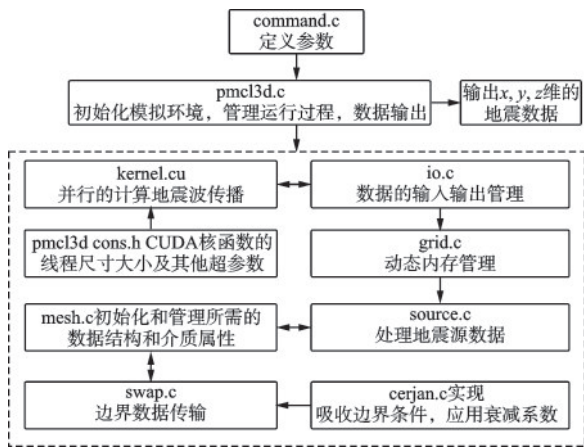 command.c
定义参数
pmcl3d.c
初始化模拟环境，管理运行过程，数据输出
输出x, y, z维的
地震数据
kernel.cu
并行的计算地震波传播
io.c
数据的输入输出管理
pmcl3d cons.h CUDA核函数的
线程尺寸大小及其他超参数
grid.c
动态内存管理
mesh.c初始化和管理所需的
数据结构和介质属性
source.c
处理地震源数据
swap.c
边界数据传输
cerjan.c实现
吸收边界条件，应用衰减系数